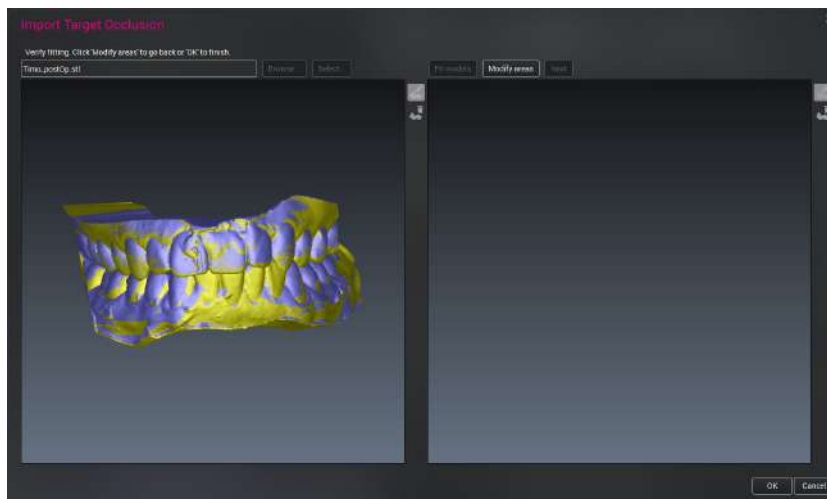 Import Target Occlusion
Verify fitting. Click 'Modify areas' to go back or 'OK' to finish.
Timo_postOp.stl Browse... Select... Fit models Modify areas Next
OK Cancel